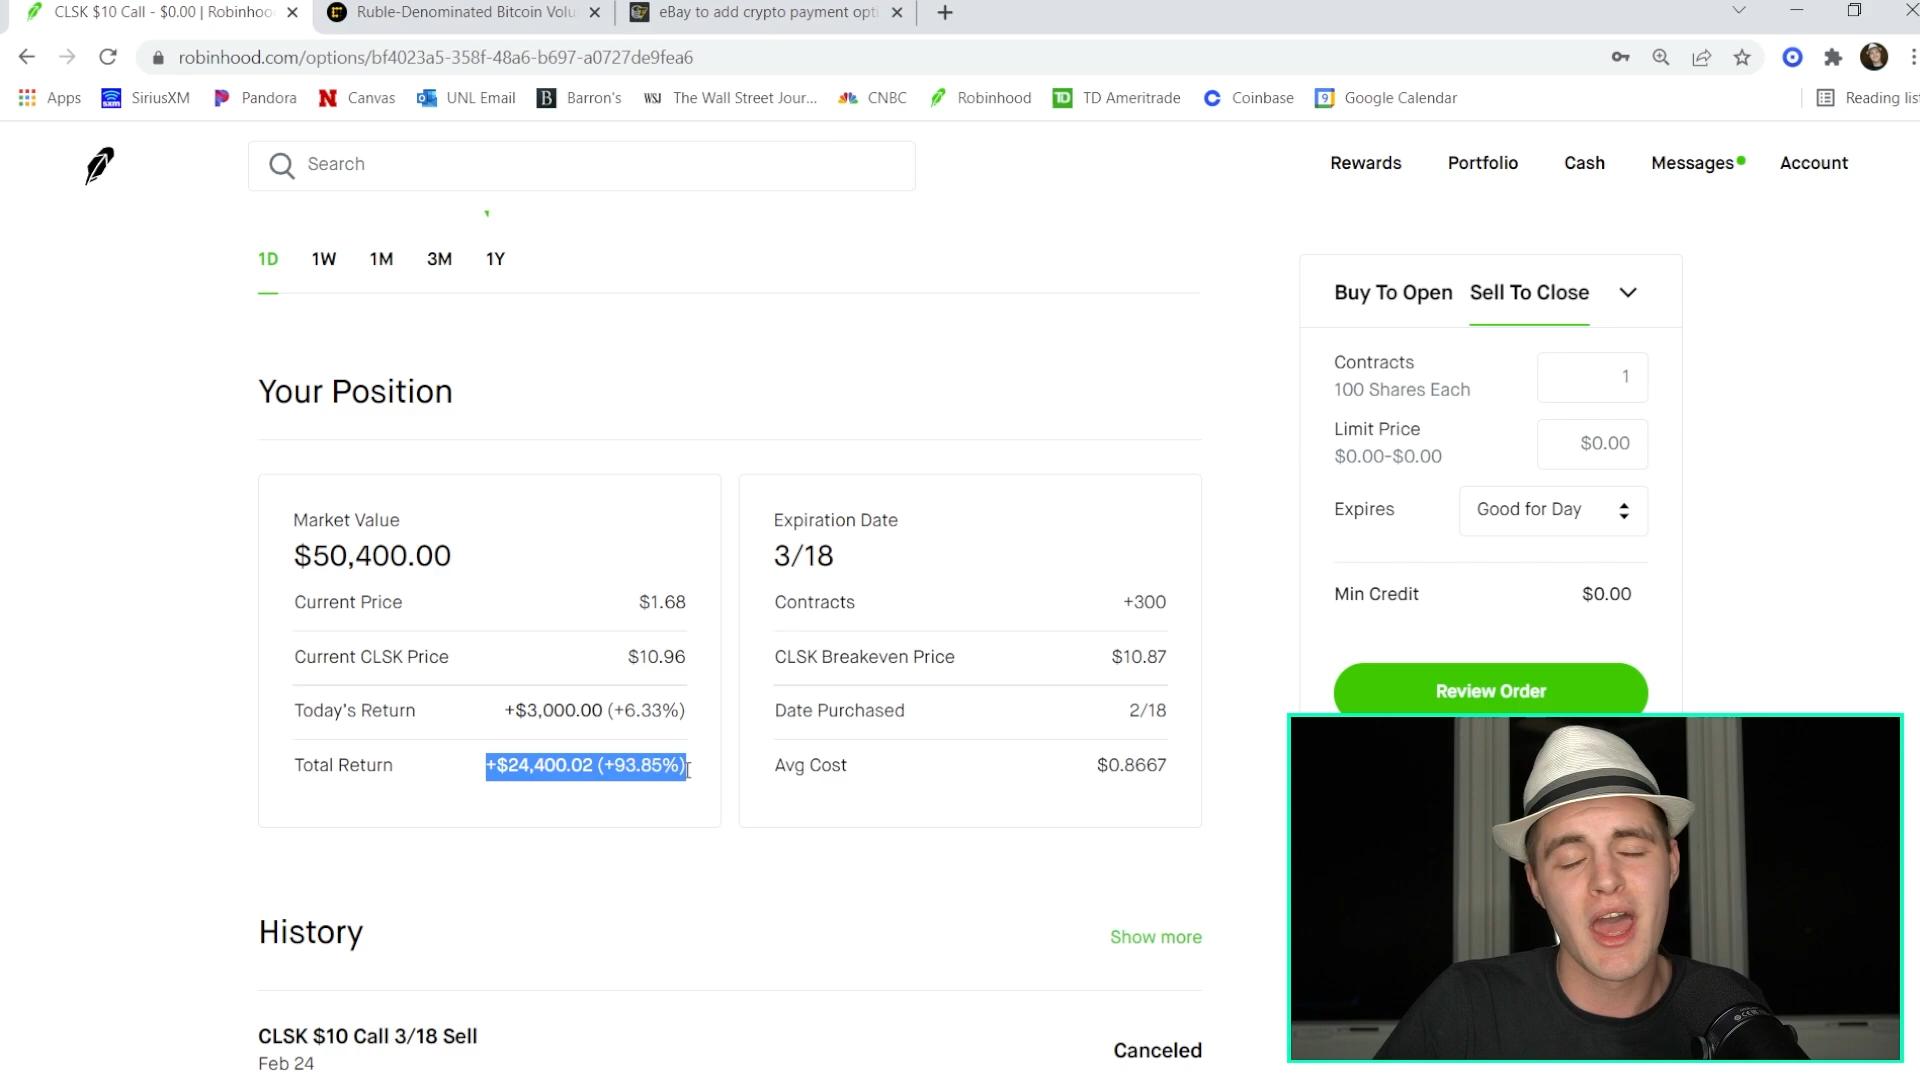 CLSK $10 Call - $0.00 | Robinhoo
Ruble-Denominated Bitcoin Volu
eBay to add crypto payment opti
robinhood.com/options/bf4023a5-358f-48a6-b697-a0727de9fea6
Apps
SiriusXM
Pandora
Canvas
UNL Email
Barron's
The Wall Street Jour...
CNBC
Robinhood
TD Ameritrade
Coinbase
Google Calendar
Reading list
Search
Rewards
Portfolio
Cash
Messages
Account
1D
1W
1M
3M
1Y
Your Position
Market Value
$50,400.00
Current Price $1.68
Current CLSK Price $10.96
Today's Return +$3,000.00 (+6.33%)
Total Return +$24,400.02 (+93.85%)
Expiration Date
3/18
Contracts +300
CLSK Breakeven Price $10.87
Date Purchased 2/18
Avg Cost $0.8667
Buy To Open Sell To Close
Contracts 1
100 Shares Each
Limit Price $0.00
$0.00-$0.00
Expires Good for Day
Min Credit $0.00
Review Order
History
Show more
CLSK $10 Call 3/18 Sell
Feb 24
Canceled